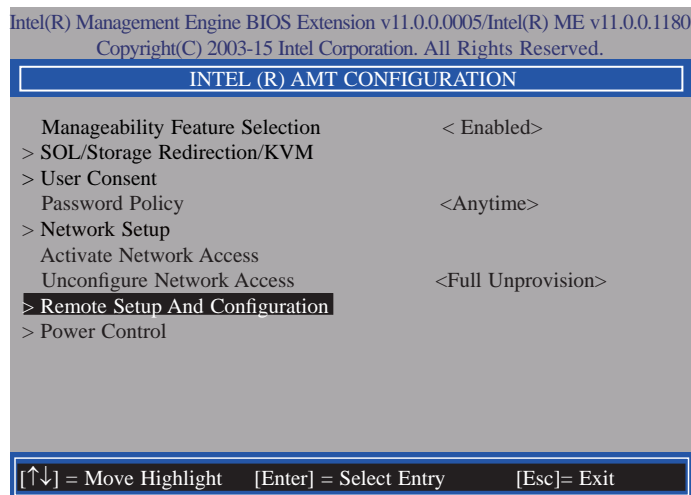 Intel(R) Management Engine BIOS Extension v11.0.0.0005/Intel(R) ME v11.0.0.1180
Copyright(C) 2003-15 Intel Corporation. All Rights Reserved.
INTEL (R) AMT CONFIGURATION
Manageability Feature Selection < Enabled>
> SOL/Storage Redirection/KVM
> User Consent
Password Policy <Anytime>
> Network Setup
Activate Network Access
Unconfigure Network Access <Full Unprovision>
> Remote Setup And Configuration
> Power Control
[↑↓] = Move Highlight [Enter] = Select Entry [Esc]= Exit